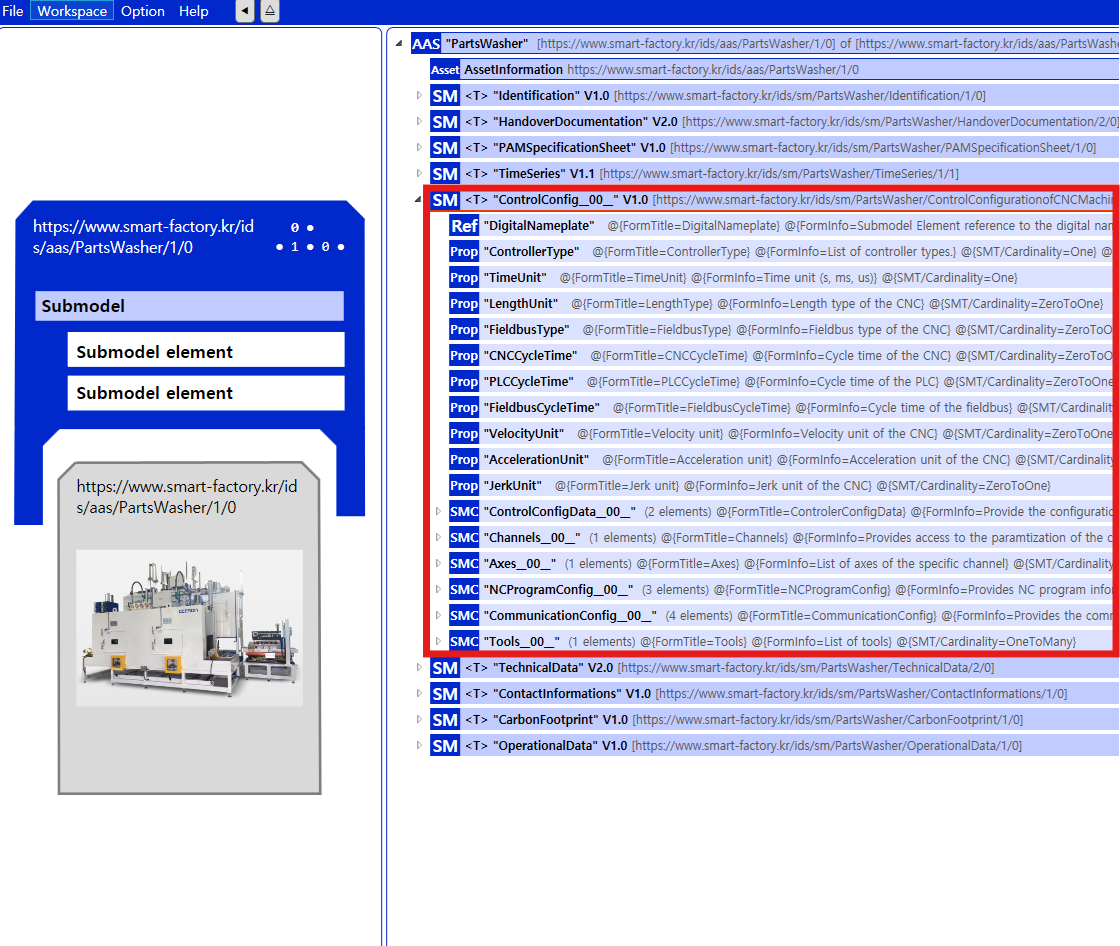 File Workspace Option Help
https://www.smart-factory.kr/id
s/aas/PartsWasher/1/0
0
1 0
Submodel
Submodel element
Submodel element
https://www.smart-factory.kr/id
s/aas/PartsWasher/1/0
AAS "PartsWasher" [https://www.smart-factory.kr/ids/aas/PartsWasher/1/0] of [https://www.smart-factory.kr/ids/aas/PartsWashe
Asset AssetInformation https://www.smart-factory.kr/ids/aas/PartsWasher/1/0
SM <T> "Identification" V1.0 [https://www.smart-factory.kr/ids/sm/PartsWasher/Identification/1/0]
SM <T> "HandoverDocumentation" V2.0 [https://www.smart-factory.kr/ids/sm/PartsWasher/HandoverDocumentation/2/0]
SM <T> "PAMSpecificationSheet" V1.0 [https://www.smart-factory.kr/ids/sm/PartsWasher/PAMSpecificationSheet/1/0]
SM <T> "TimeSeries" V1.1 [https://www.smart-factory.kr/ids/sm/PartsWasher/TimeSeries/1/1]
SM <T> "ControlConfig__00__" V1.0 [https://www.smart-factory.kr/ids/sm/PartsWasher/ControlConfigurationofCNCMachin
Ref "DigitalNameplate" @{FormTitle=DigitalNameplate} @{FormInfo=Submodel Element reference to the digital nam
Prop "ControllerType" @{FormTitle=ControllerType} @{FormInfo=List of controller types.} @{SMT/Cardinality=One} @
Prop "TimeUnit" @{FormTitle=TimeUnit} @{FormInfo=Time unit (s, ms, us)} @{SMT/Cardinality=One}
Prop "LengthUnit" @{FormTitle=LengthType} @{FormInfo=Length type of the CNC} @{SMT/Cardinality=ZeroToOne}
Prop "FieldbusType" @{FormTitle=FieldbusType} @{FormInfo=Fieldbus type of the CNC} @{SMT/Cardinality=ZeroToO
Prop "CNCCycleTime" @{FormTitle=CNCCycleTime} @{FormInfo=Cycle time of the CNC} @{SMT/Cardinality=ZeroToO
Prop "PLCCycleTime" @{FormTitle=PLCCycleTime} @{FormInfo=Cycle time of the PLC} @{SMT/Cardinality=ZeroToOne
Prop "FieldbusCycleTime" @{FormTitle=FieldbusCycleTime} @{FormInfo=Cycle time of the fieldbus} @{SMT/Cardinality
Prop "VelocityUnit" @{FormTitle=Velocity unit} @{FormInfo=Velocity unit of the CNC} @{SMT/Cardinality=ZeroToOne
Prop "AccelerationUnit" @{FormTitle=Acceleration unit} @{FormInfo=Acceleration unit of the CNC} @{SMT/Cardinality
Prop "JerkUnit" @{FormTitle=Jerk unit} @{FormInfo=Jerk unit of the CNC} @{SMT/Cardinality=ZeroToOne}
SMC "ControlConfigData__00__" (2 elements) @{FormTitle=ControlerConfigData} @{FormInfo=Provide the configuratio
SMC "Channels__00__" (1 elements) @{FormTitle=Channels} @{FormInfo=Provides access to the paramtization of the c
SMC "Axes__00__" (1 elements) @{FormTitle=Axes} @{FormInfo=List of axes of the specific channel} @{SMT/Cardinality
SMC "NCProgramConfig__00__" (3 elements) @{FormTitle=NCProgramConfig} @{FormInfo=Provides NC program infor
SMC "CommunicationConfig__00__" (4 elements) @{FormTitle=CommunicationConfig} @{FormInfo=Provides the comm
SMC "Tools__00__" (1 elements) @{FormTitle=Tools} @{FormInfo=List of tools} @{SMT/Cardinality=OneToMany}
SM <T> "TechnicalData" V2.0 [https://www.smart-factory.kr/ids/sm/PartsWasher/TechnicalData/2/0]
SM <T> "ContactInformations" V1.0 [https://www.smart-factory.kr/ids/sm/PartsWasher/ContactInformations/1/0]
SM <T> "CarbonFootprint" V1.0 [https://www.smart-factory.kr/ids/sm/PartsWasher/CarbonFootprint/1/0]
SM <T> "OperationalData" V1.0 [https://www.smart-factory.kr/ids/sm/PartsWasher/OperationalData/1/0]